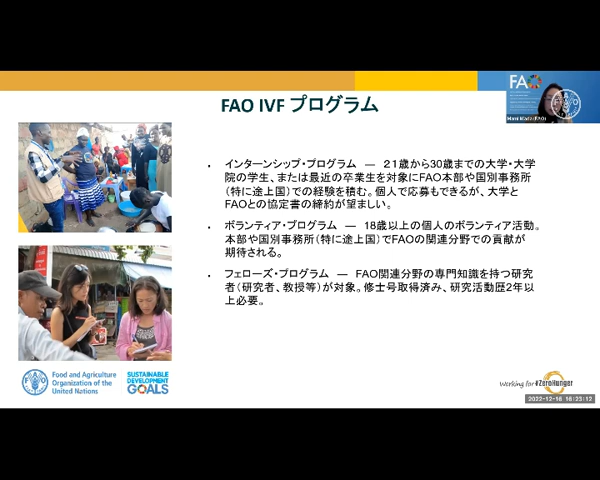 FAO IVF プログラム
FAO
・ インターンシップ・プログラム ― ２１歳から30歳までの大学・大学
院の学生、または最近の卒業生を対象にFAO本部や国別事務所
（特に途上国）での経験を積む。個人で応募もできるが、大学と
FAOとの協定書の締約が望ましい。
・ ボランティア・プログラム ― 18歳以上の個人のボランティア活動。
本部や国別事務所（特に途上国）でFAOの関連分野での貢献が
期待される。
・ フェローズ・プログラム ― FAO関連分野の専門知識を持つ研究
者（研究者、教授等）が対象。修士号取得済み、研究活動歴2年以
上必要。
Food and Agriculture
Organization of the
United Nations
SUSTAINABLE
DEVELOPMENT
GOALS
Working for #ZeroHunger
2022-12-16 16:23:12